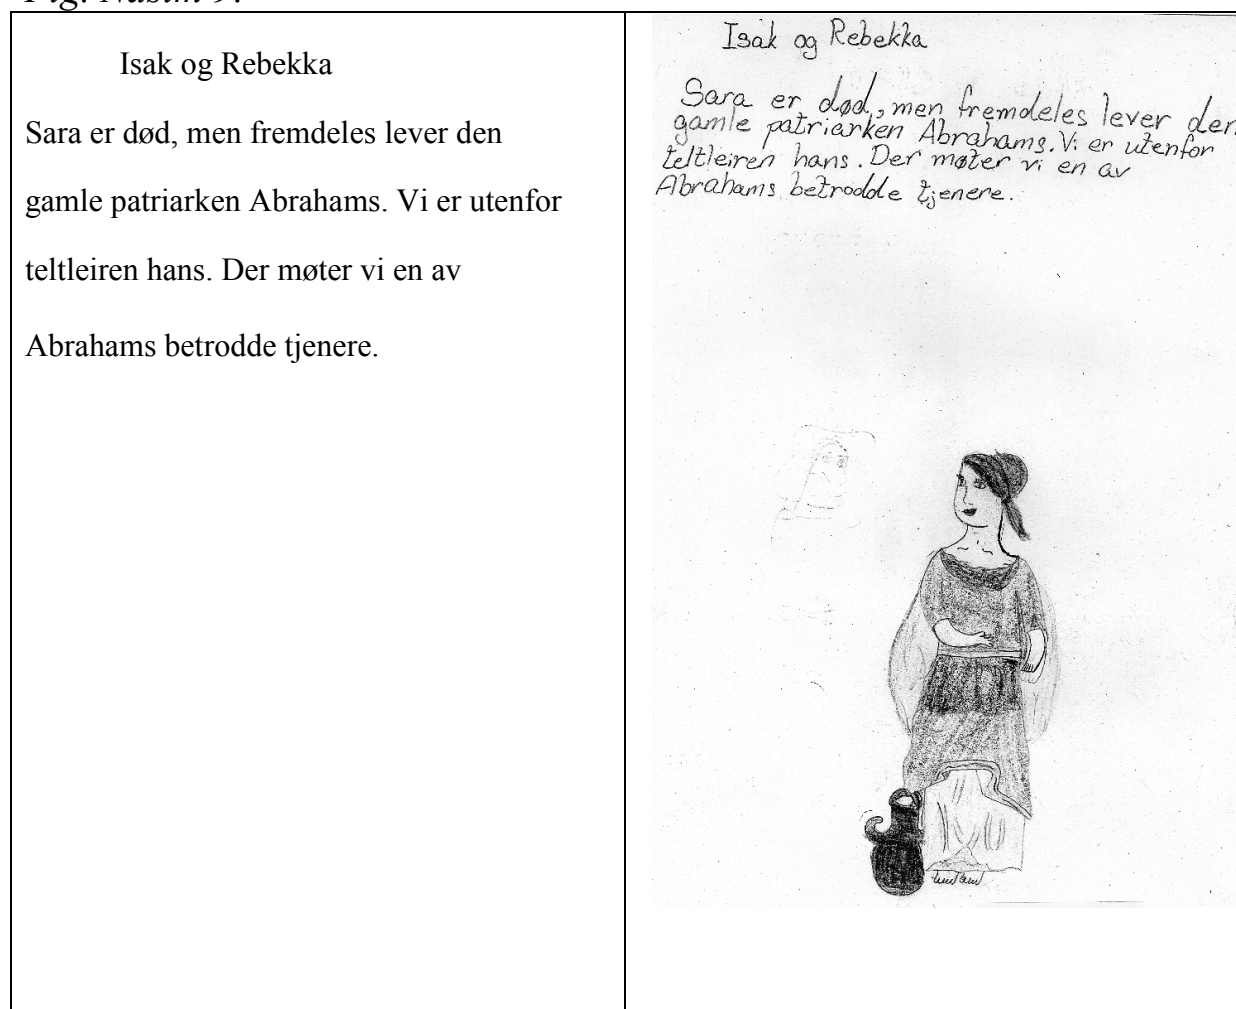 Isak og Rebekka
Sara er død, men fremdeles lever den
gamle patriarken Abrahams. Vi er utenfor
teltleiren hans. Der møter vi en av
Abrahams betrodde tjenere.
Isak og Rebekka
Sara er død, men fremdeles lever den
gamle patriarken Abrahams. Vi er utenfor
teltleiren hans. Der møter vi en av
Abrahams betrodde tjenere.